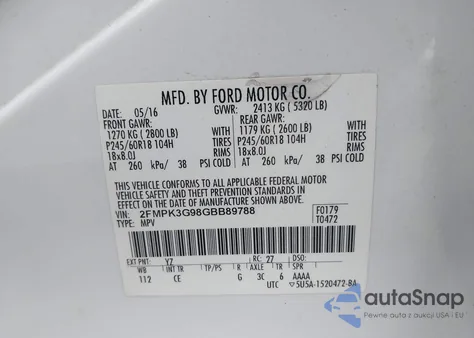 MFD. BY FORD MOTOR CO.
DATE: 05/16 GVWR: 2413 KG ( 5320 LB)
FRONT GAWR: REAR GAWR:
1270 KG ( 2800 LB) 1179 KG ( 2600 LB)
P245/60R18 104H TIRES P245/60R18 104H TIRES
18x8.0J RIMS 18x8.0J RIMS
AT 260 kPa/ 38 PSI COLD AT 260 kPa/ 38 PSI COLD
THIS VEHICLE CONFORMS TO ALL APPLICABLE FEDERAL MOTOR
VEHICLE SAFETY AND THEFT PREVENTION STANDARDS IN
EFFECT ON THE DATE OF MANUFACTURE SHOWN ABOVE.
VIN: 2FMPK3G98GBB89788 F0179
TYPE: MPV T0472
EXT PNT: YZ RC: 27 DSO:
WB INT TR TP/PS R AXLE TR SPR
112 CE G 3C 6 AAAA
UTC 5U5A-1520472-BA
autoSnap
Pewne auta z USA i EU